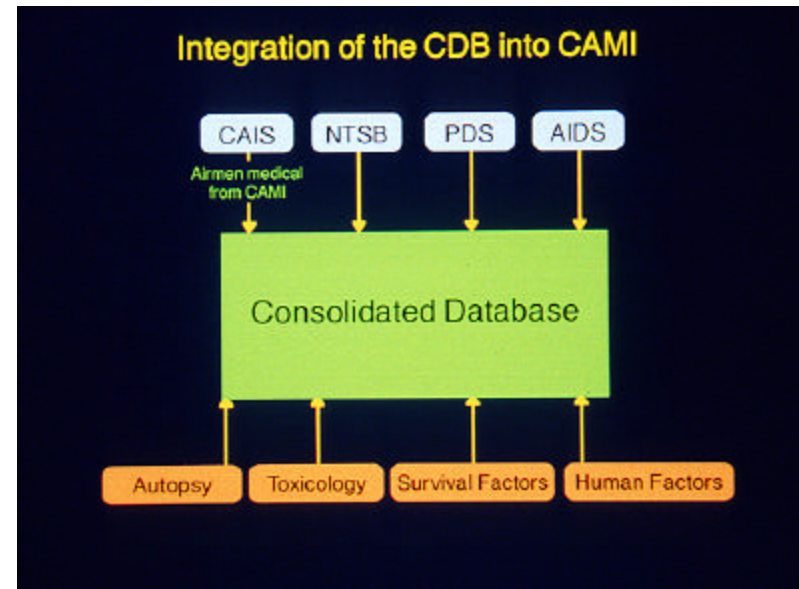 Integration of the CDB into CAMI
CAIS
NTSB
PDS
AIDS
Airmen medical
from CAMI
Consolidated Database
Autopsy
Toxicology
Survival Factors
Human Factors